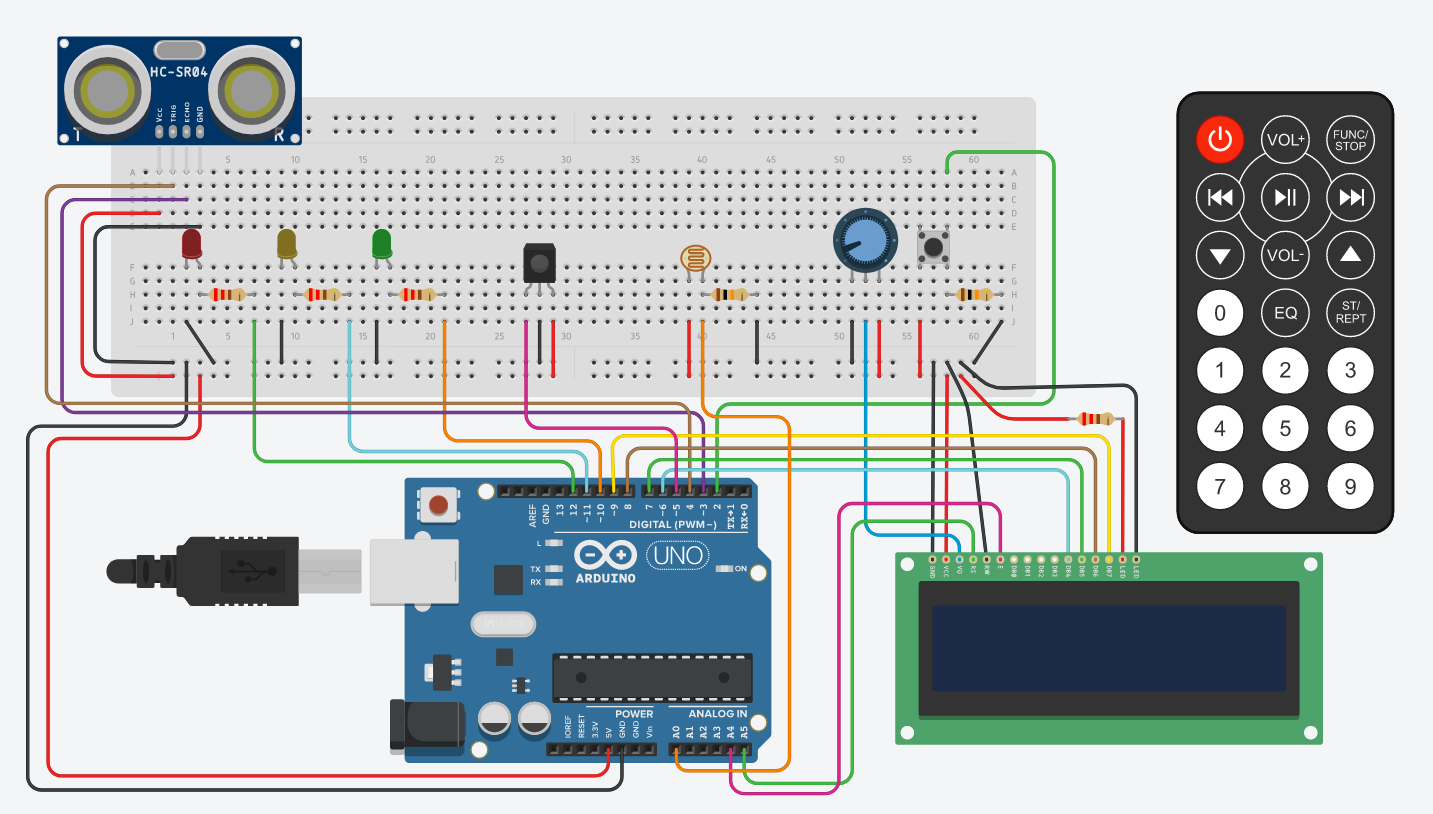 HC-SR04
Vcc
TRIG
ECHO
GND
T R
5 10 15 20 25 30 35 40 45 50 55 60
A A
B B
C C
D D
E E
F F
G G
H H
I I
J J
1 5 10 15 20 25 30 35 40 45 50 55 60
VOL+
FUNC/
STOP
VOL-
0
EQ
ST/
REPT
1 2 3
4 5 6
7 8 9
AREF
GND
13
12
~11
~10
~9
8
7
~6
~5
4
~3
2
TX→1
RX←0
DIGITAL (PWM~)
L
TX
RX
ARDUINO
UNO
ON
POWER
ANALOG IN
IOREF
RESET
3.3V
5V
GND
GND
Vin
A0
A1
A2
A3
A4
A5
GND
VCC
VO
RS
RW
E
DB0
DB1
DB2
DB3
DB4
DB5
DB6
DB7
LED
LED